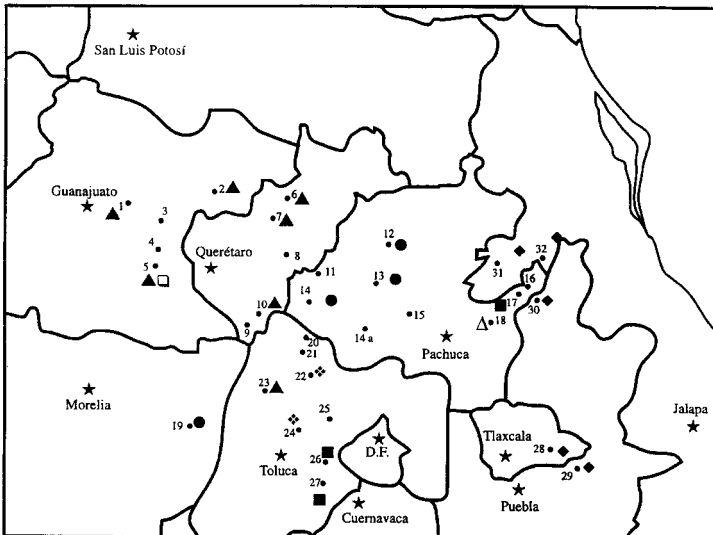 San Luis Potosí
Guanajuato
1
2
3
4
5
6
7
8
Querétaro
9
10
11
12
13
14
14 a
15
Pachuca
16
17
18
31
32
30
Morelia
19
20
21
22
23
24
25
26
27
Toluca
D.F.
Cuernavaca
Tlaxcala
28
29
Puebla
Jalapa